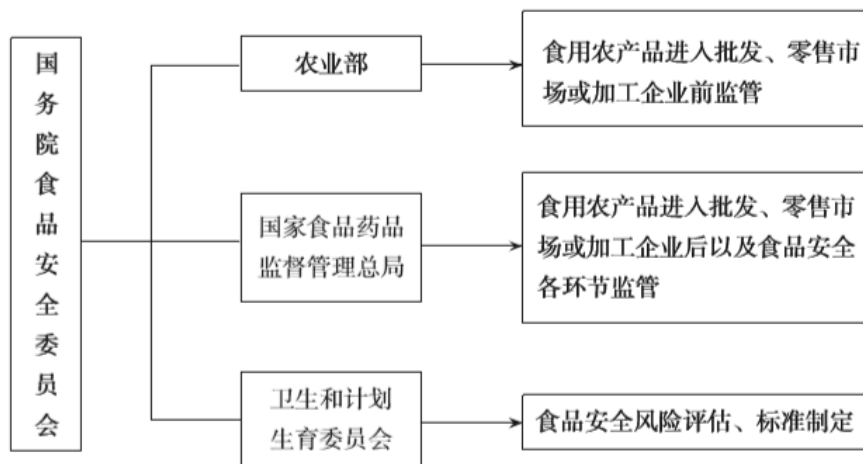 国务院食品安全委员会
农业部
食用农产品进入批发、零售市
场或加工企业前监管
国家食品药品
监督管理总局
食用农产品进入批发、零售市
场或加工企业后以及食品安全
各环节监管
卫生和计划
生育委员会
食品安全风险评估、标准制定